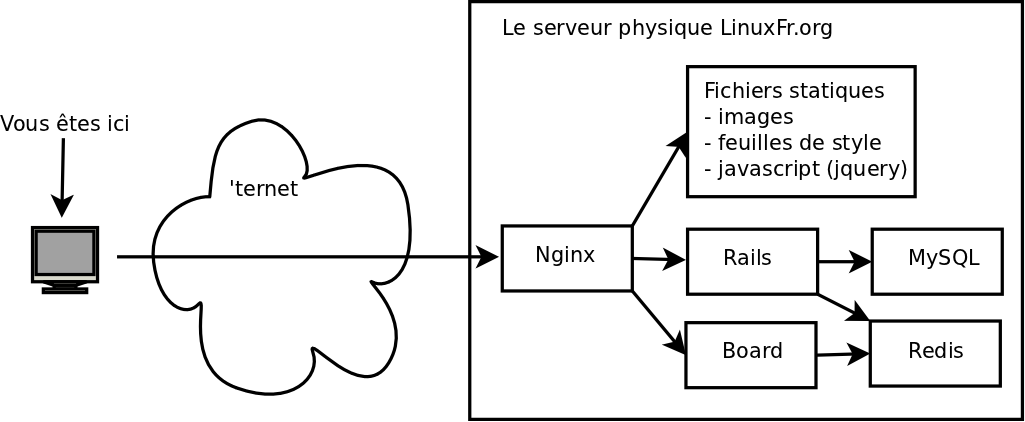 Le serveur physique LinuxFr.org
Vous êtes ici
'ternet
Fichiers statiques
- images
- feuilles de style
- javascript (jquery)
Nginx
Rails
MySQL
Board
Redis